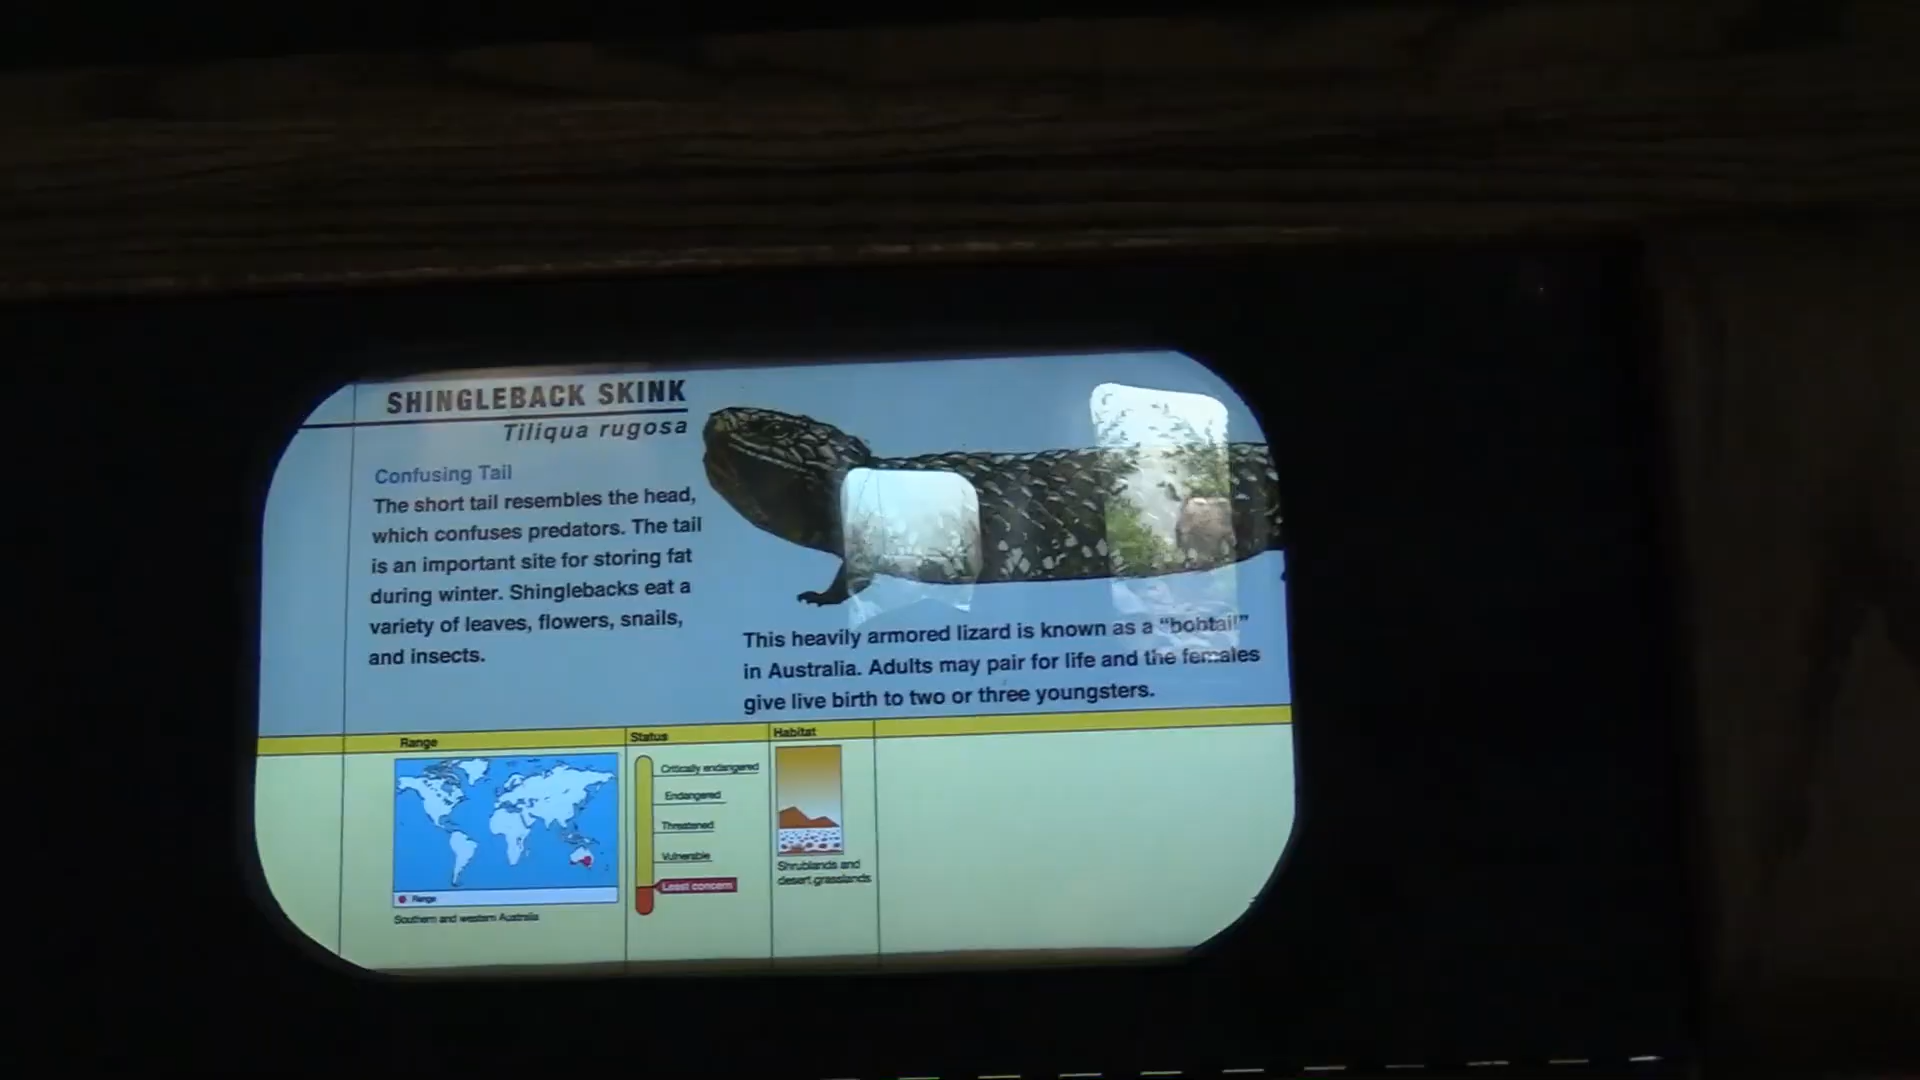 SHINGLEBACK SKINK
Tiliqua rugosa
Confusing Tail
The short tail resembles the head,
which confuses predators. The tail
is an important site for storing fat
during winter. Shinglebacks eat a
variety of leaves, flowers, snails,
and insects.
This heavily armored lizard is known as a “bobtail”
in Australia. Adults may pair for life and the females
give live birth to two or three youngsters.
Range
Range
Southern and western Australia
Status
Critically endangered
Endangered
Threatened
Vulnerable
Least concern
Habitat
Shrublands and
desert grasslands